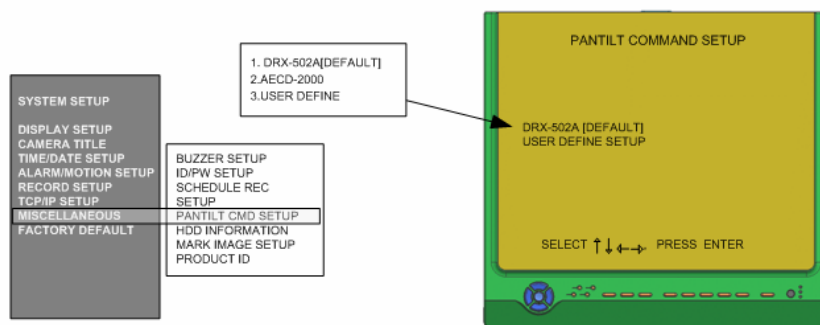 SYSTEM SETUP
DISPLAY SETUP
CAMERA TITLE
TIME/DATE SETUP
ALARM/MOTION SETUP
RECORD SETUP
TCP/IP SETUP
MISCELLANEOUS
FACTORY DEFAULT
BUZZER SETUP
ID/PW SETUP
SCHEDULE REC
SETUP
PANTILT CMD SETUP
HDD INFORMATION
MARK IMAGE SETUP
PRODUCT ID
1. DRX-502A[DEFAULT]
2.AECD-2000
3.USER DEFINE
PANTILT COMMAND SETUP
DRX-502A [DEFAULT]
USER DEFINE SETUP
SELECT ↑↓←→ PRESS ENTER